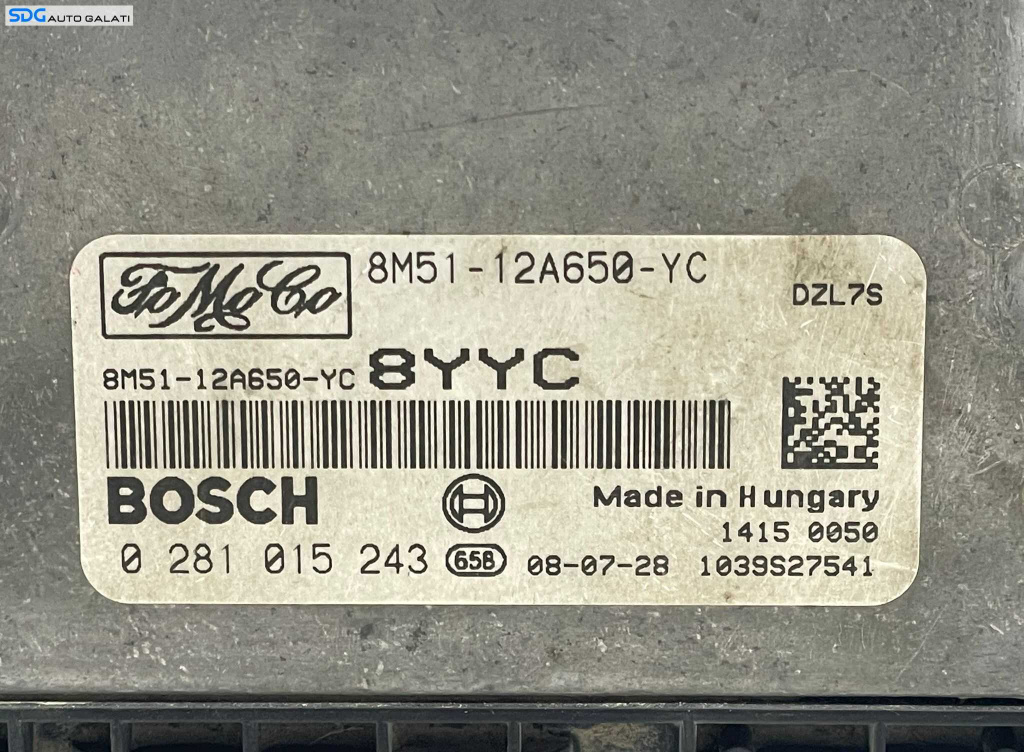 SDG AUTO GALATI
FoMoCo 8M51-12A650-YC
DZL7S
8M51-12A650-YC 8YYC
BOSCH Made in Hungary
1415 0050
0 281 015 243 65B 08-07-28 1039S27541